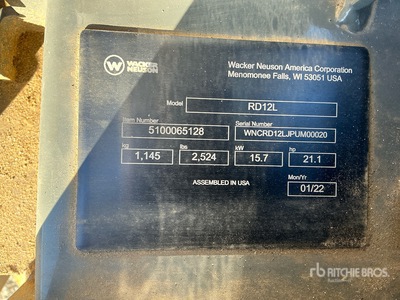 WACKER
NEUSON
Wacker Neuson America Corporation
Menomonee Falls, WI 53051 USA
Model
RD12L
Item Number
Serial Number
5100065128
WNCRD12LJPUM00020
kg
lbs
kW
hp
1,145
2,524
15.7
21.1
Mon/Yr
ASSEMBLED IN USA
01/22
rb RITCHIE BROS.